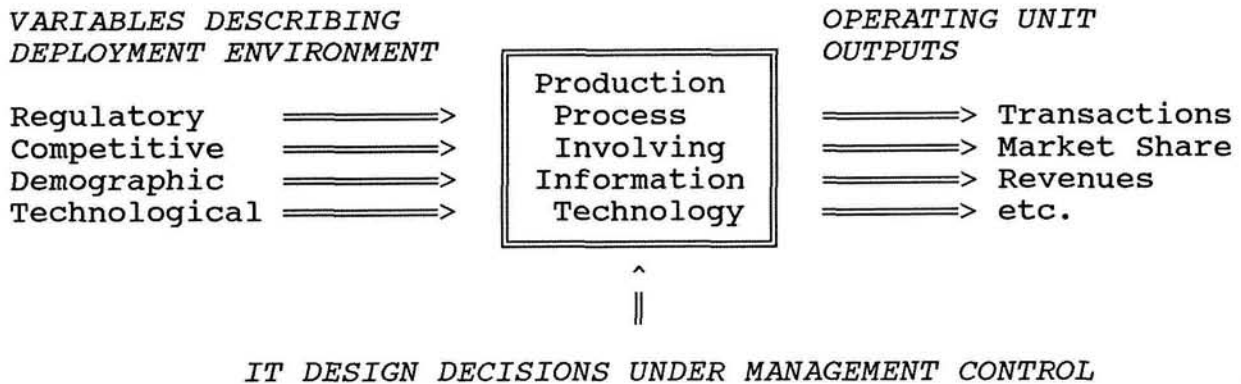 VARIABLES DESCRIBING
DEPLOYMENT ENVIRONMENT
Regulatory ═════>
Competitive ═════>
Demographic ═════>
Technological ═════>
Production
Process
Involving
Information
Technology
OPERATING UNIT
OUTPUTS
═════> Transactions
═════> Market Share
═════> Revenues
═════> etc.
^
║
IT DESIGN DECISIONS UNDER MANAGEMENT CONTROL